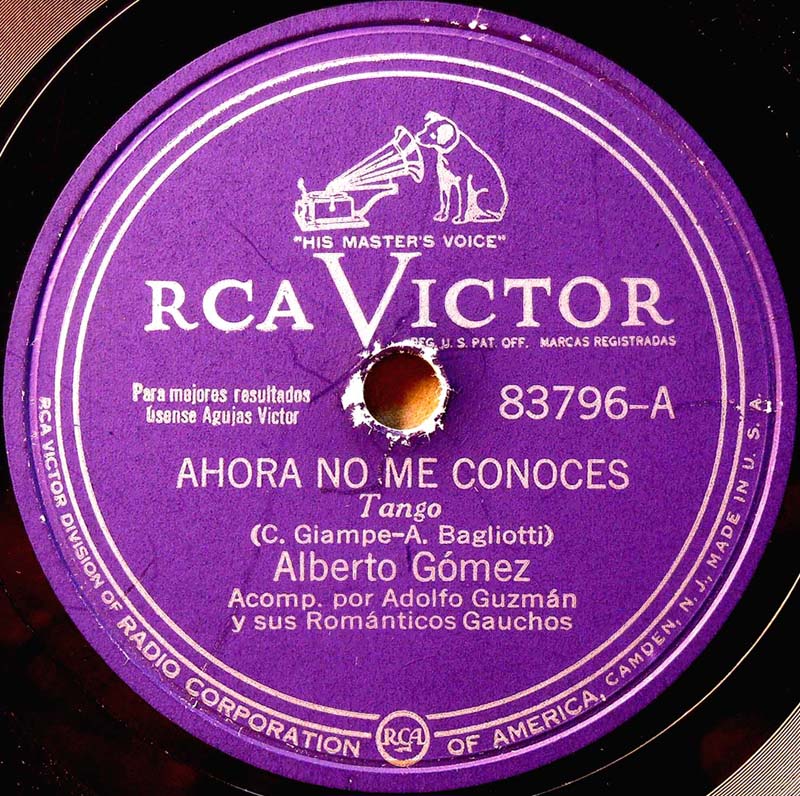 "HIS MASTER'S VOICE"
RCA VICTOR
REG. U. S. PAT. OFF. MARCAS REGISTRADAS
Para mejores resultados
úsense Agujas Victor
83796-A
AHORA NO ME CONOCES
Tango
(C. Giampe-A. Bagliotti)
Alberto Gómez
Acomp. por Adolfo Guzmán
y sus Románticos Gauchos
RCA VICTOR DIVISION OF RADIO CORPORATION OF AMERICA, CAMDEN, N. J., MADE IN U. S. A.
RCA